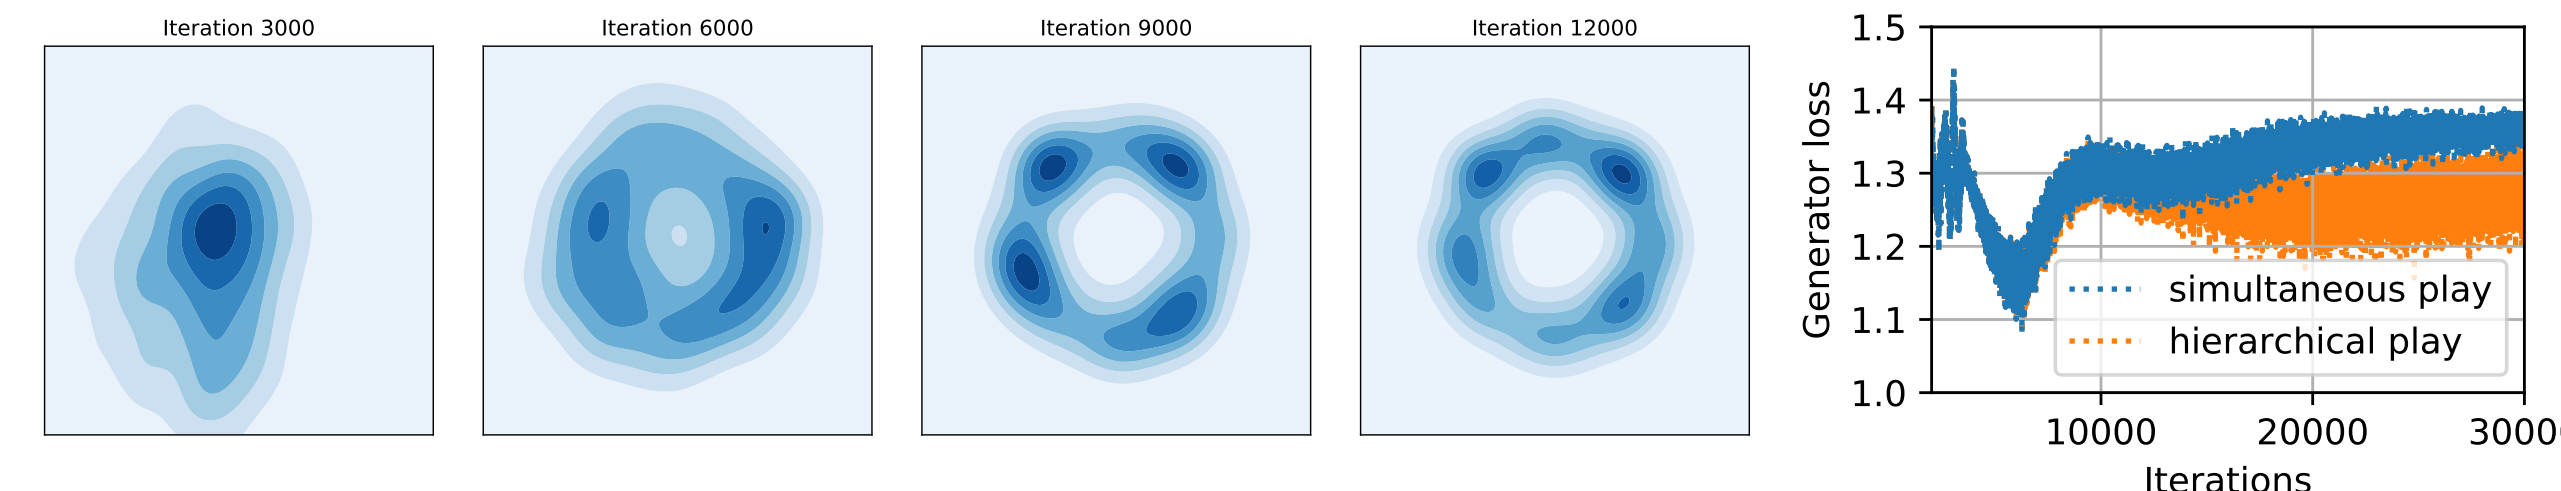 Iteration 3000
Iteration 6000
Iteration 9000
Iteration 12000
Generator loss
1.5
1.4
1.3
1.2
1.1
1.0
simultaneous play
hierarchical play
10000
20000
3000
Iterations